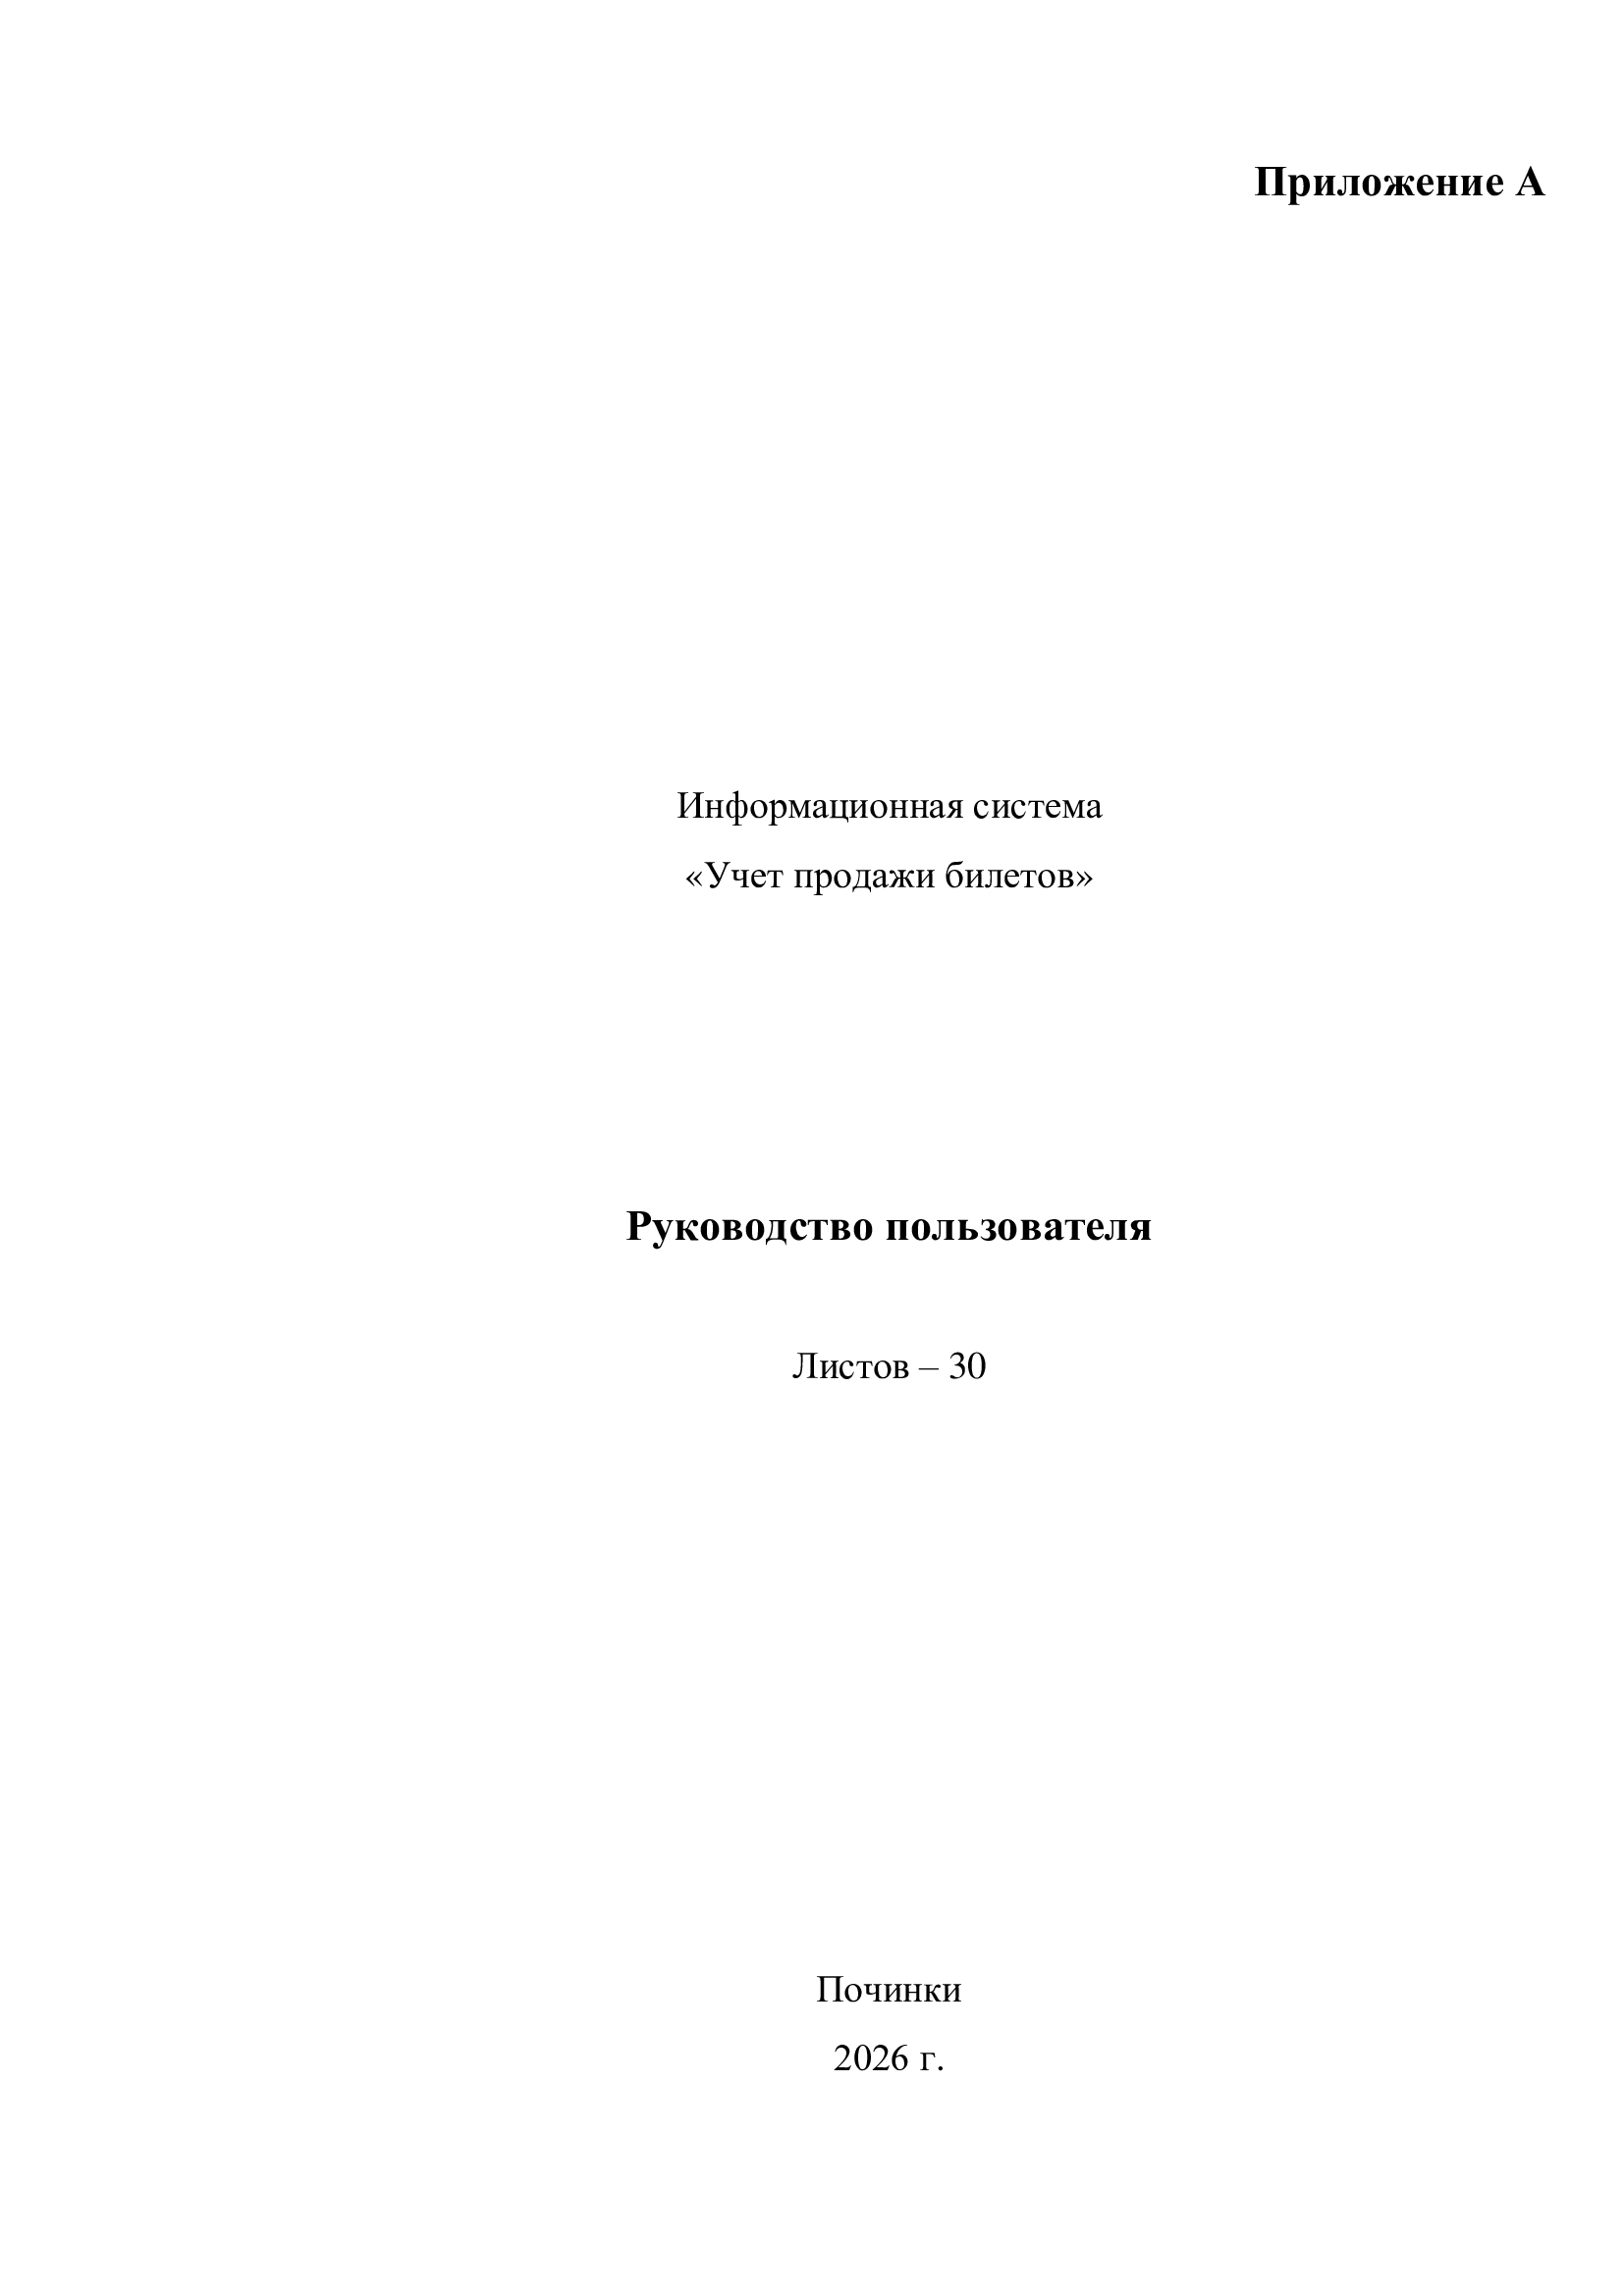 Приложение А
Информационная система
«Учет продажи билетов»
Руководство пользователя
Листов – 30
Починки
2026 г.